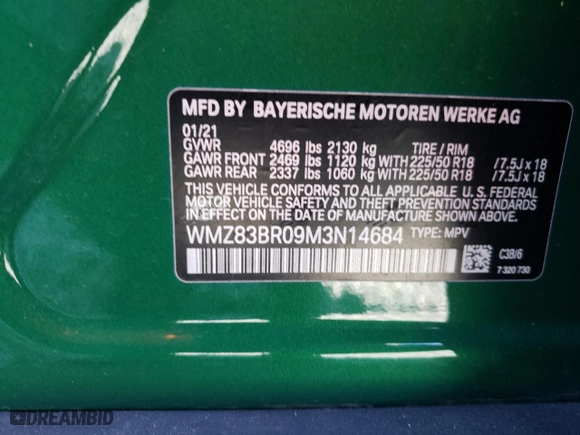 MFD BY BAYERISCHE MOTOREN WERKE AG
01/21
GVWR 4696 lbs 2130 kg TIRE / RIM
GAWR FRONT 2469 lbs 1120 kg WITH 225/50 R18 /7.5J x 18
GAWR REAR 2337 lbs 1060 kg WITH 225/50 R18 /7.5J x 18
THIS VEHICLE CONFORMS TO ALL APPLICABLE U. S. FEDERAL
MOTOR VEHICLE SAFETY AND THEFT PREVENTION STANDARDS
IN EFFECT ON THE DATE OF MANUFACTURE SHOWN ABOVE.
WMZ83BR09M3N14684 TYPE: MPV
C38/6
7 320 730
DREAMBID